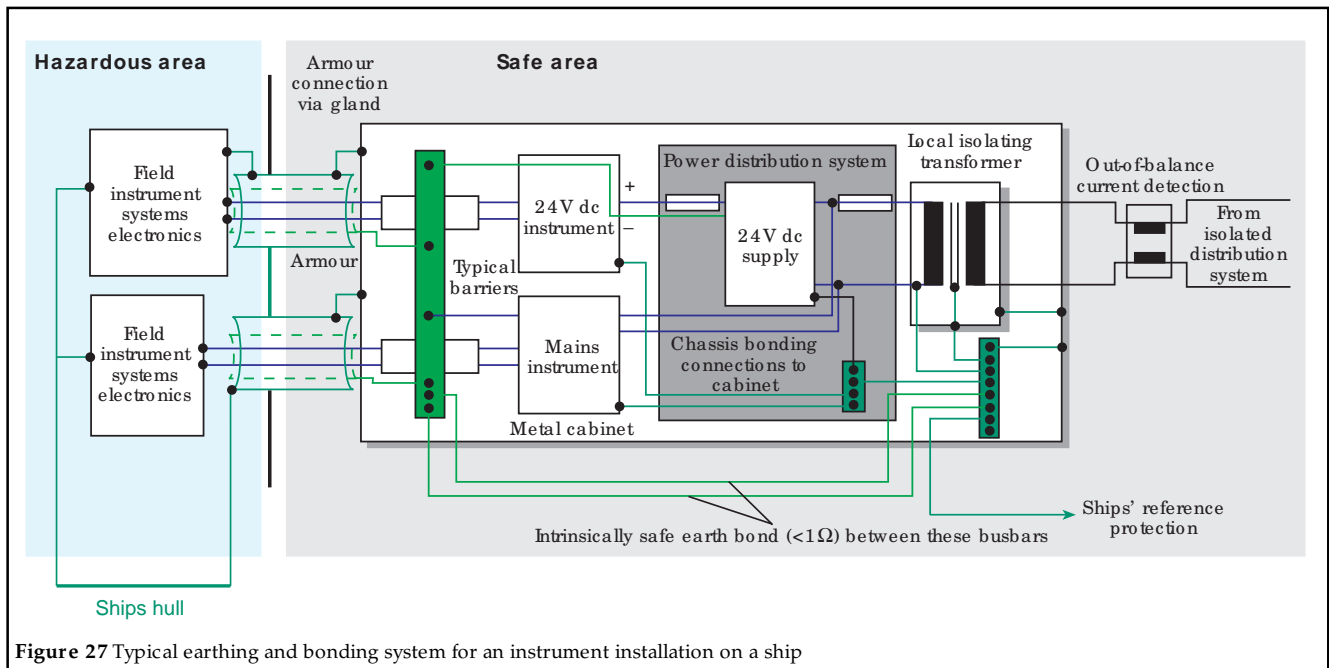 Hazardous area
Safe area
Armour
connection
via gland
Field
instrument
systems
electronics
Armour
Field
instrument
systems
electronics
Typical
barriers
24V dc
instrument
+
–
Mains
instrument
Metal cabinet
Power distribution system
24V dc
supply
Chassis bonding
connections to
cabinet
Local isolating
transformer
Out-of-balance
current detection
From
isolated
distribution
system
Intrinsically safe earth bond (<1Ω) between these busbars
Ships' reference
protection
Ships hull
Figure 27 Typical earthing and bonding system for an instrument installation on a ship